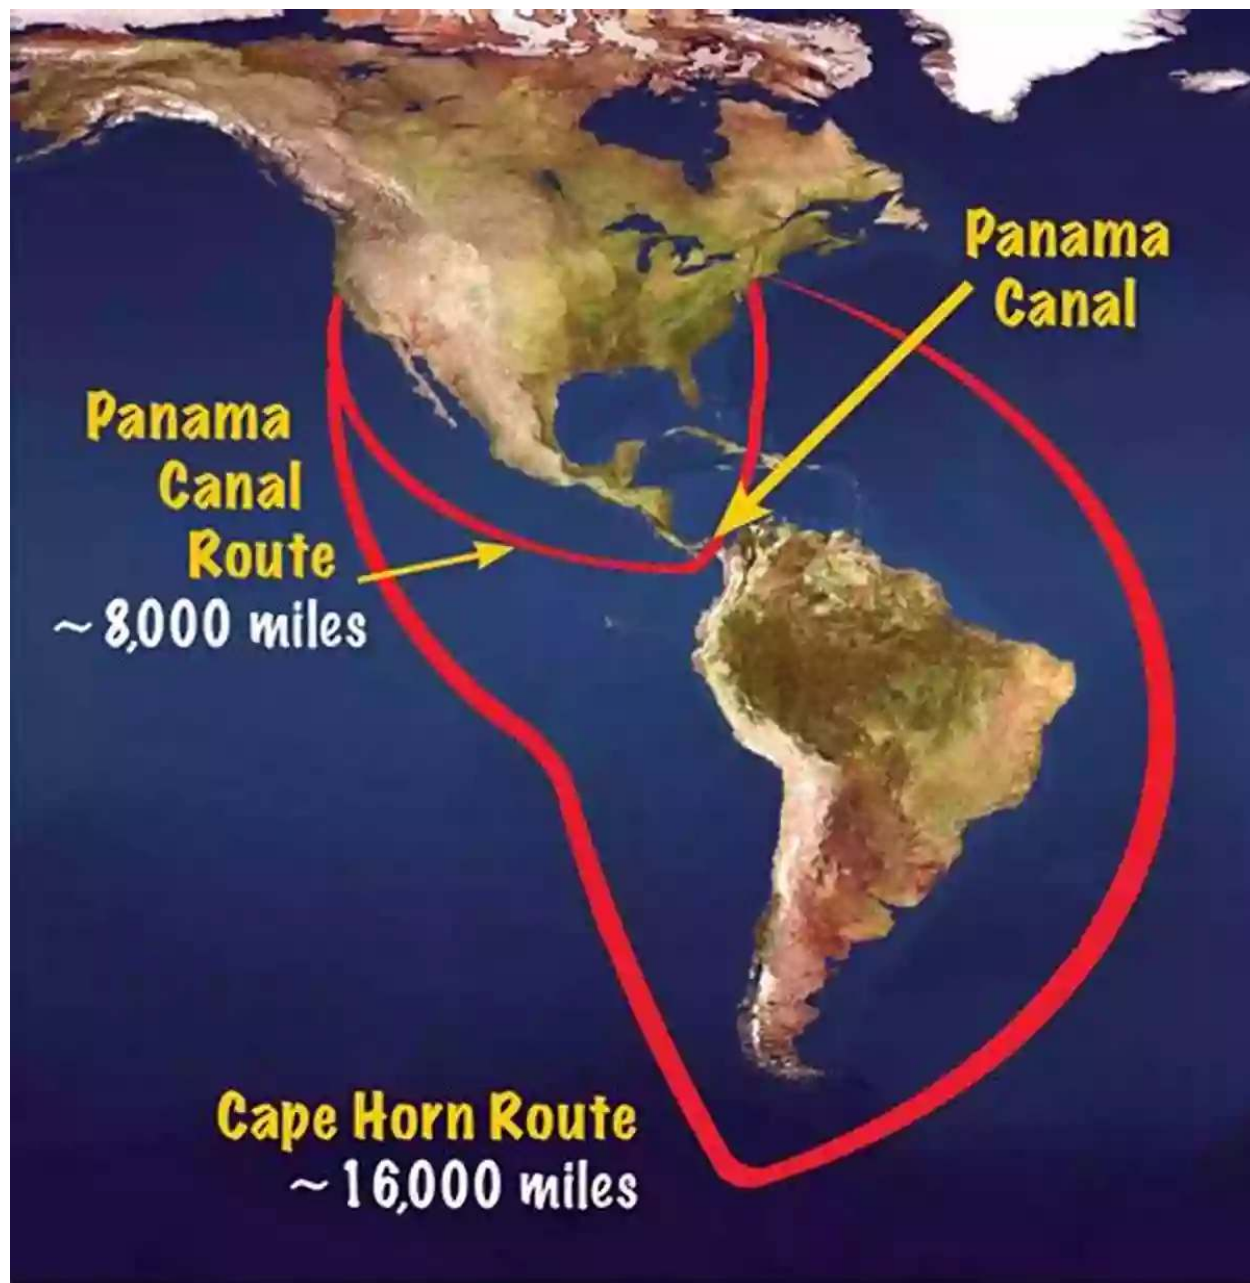 Panama
Canal
Panama
Canal
Route
~ 8,000 miles
Cape Horn Route
~ 16,000 miles